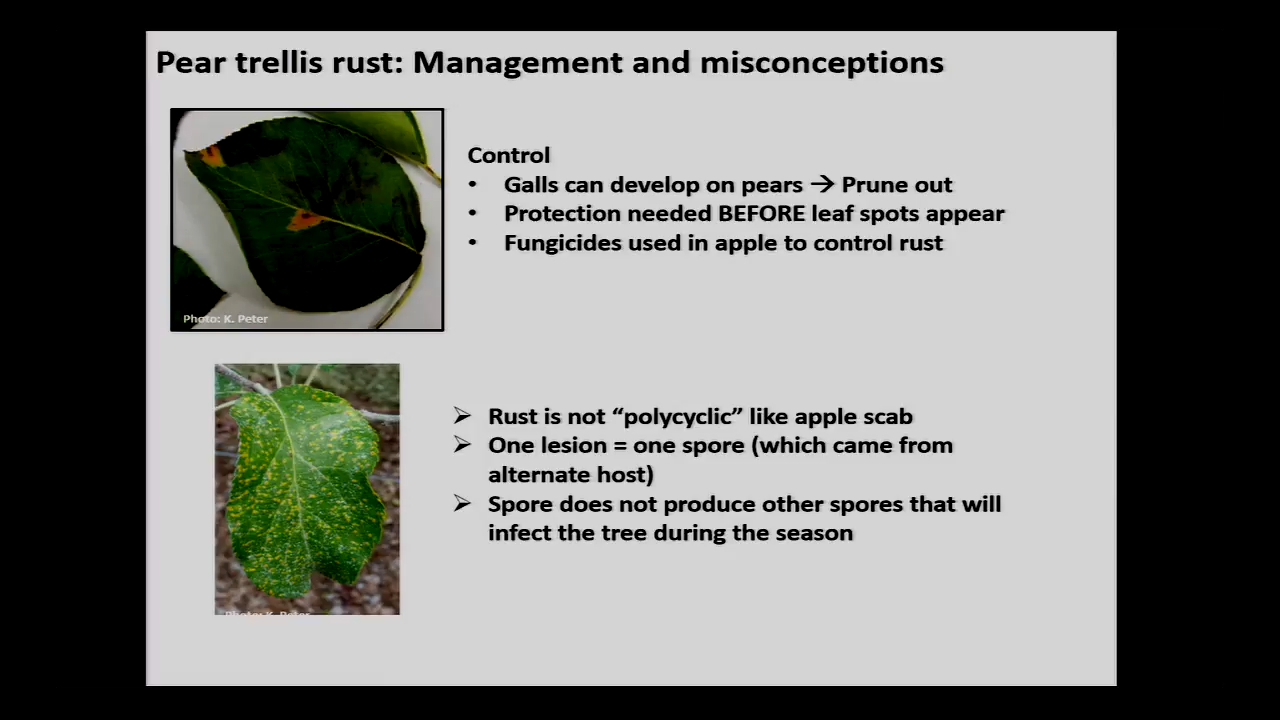 Pear trellis rust: Management and misconceptions
Photo: K. Peter
Control
• Galls can develop on pears → Prune out
• Protection needed BEFORE leaf spots appear
• Fungicides used in apple to control rust
Photo: K. Peter
➢ Rust is not “polycyclic” like apple scab
➢ One lesion = one spore (which came from
alternate host)
➢ Spore does not produce other spores that will
infect the tree during the season